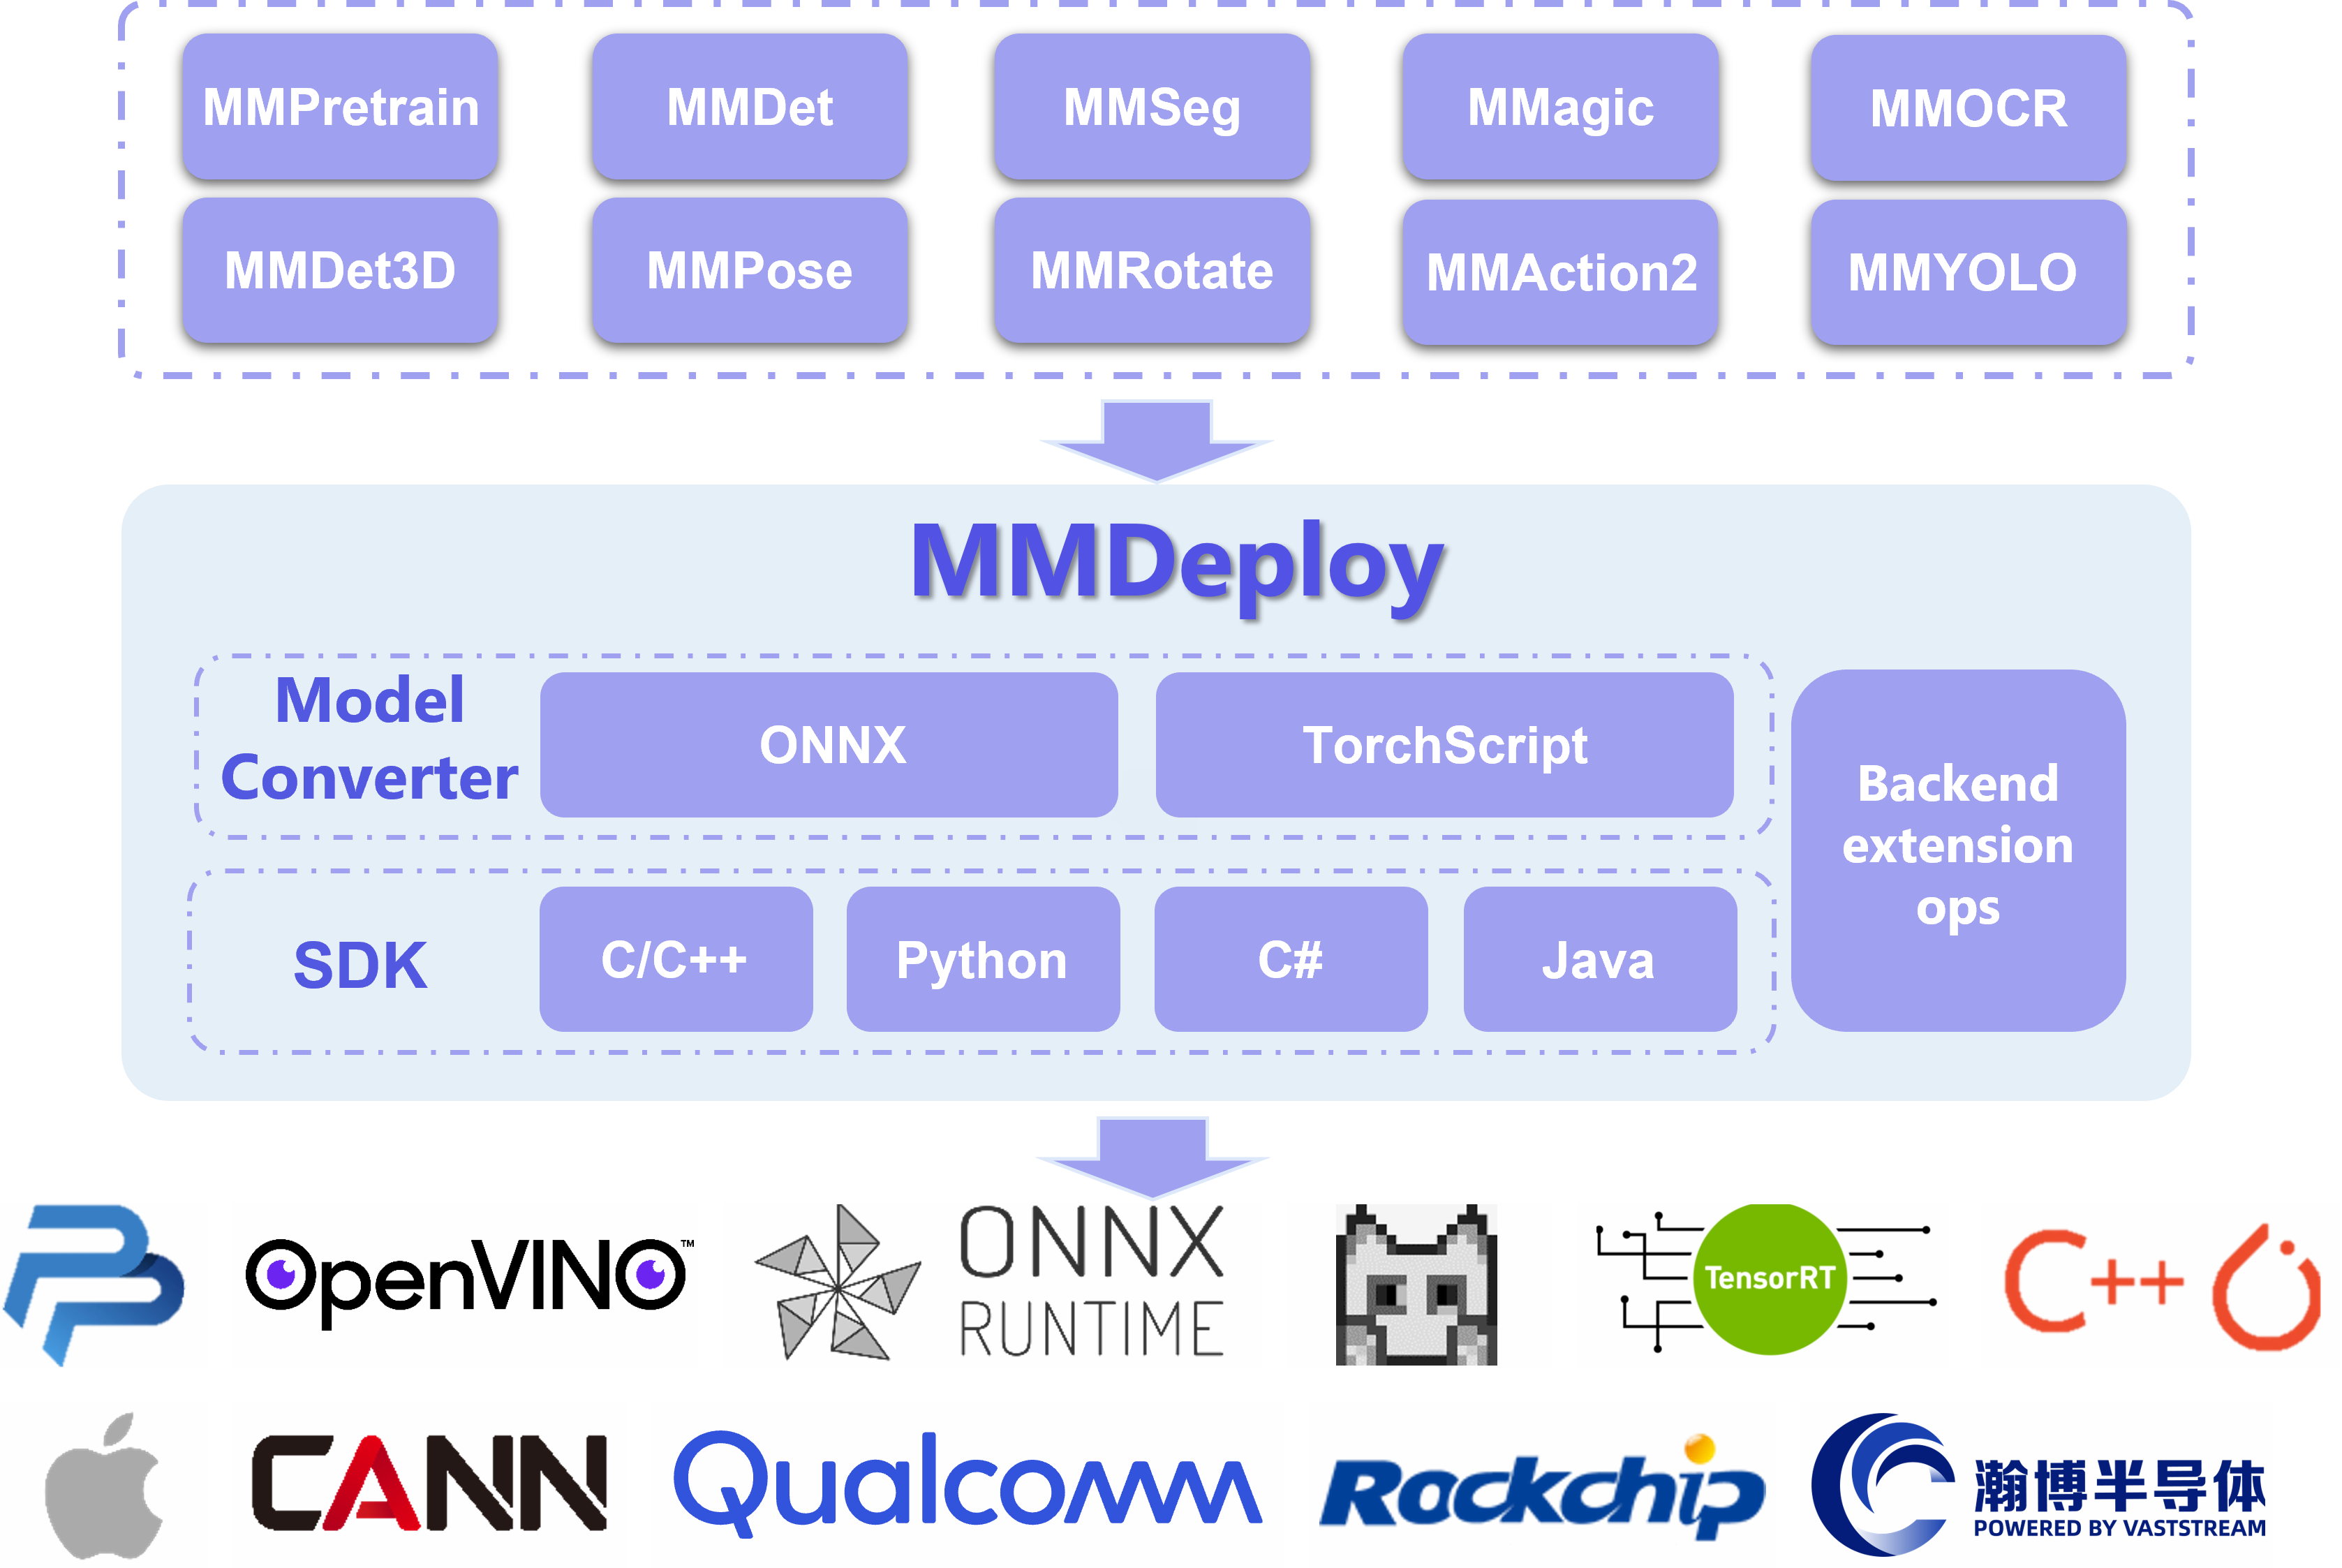 MMPretrain
MMDet
MMSeg
MMagic
MMOCR
MMDet3D
MMPose
MMRotate
MMAction2
MMYOLO
MMDeploy
Model
Converter
ONNX
TorchScript
Backend
extension
ops
SDK
C/C++
Python
C#
Java
OpenVINO™
ONNX
RUNTIME
TensorRT
C++
CANN
Qualcomm
Rockchip
瀚博半导体
POWERED BY VASTSTREAM